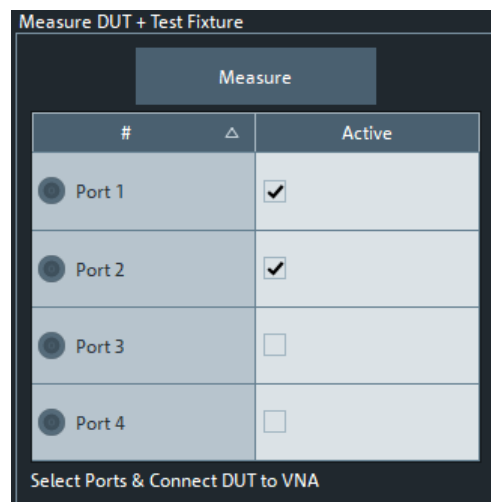 Measure DUT + Test Fixture
Measure
# Active
Port 1
Port 2
Port 3
Port 4
Select Ports & Connect DUT to VNA